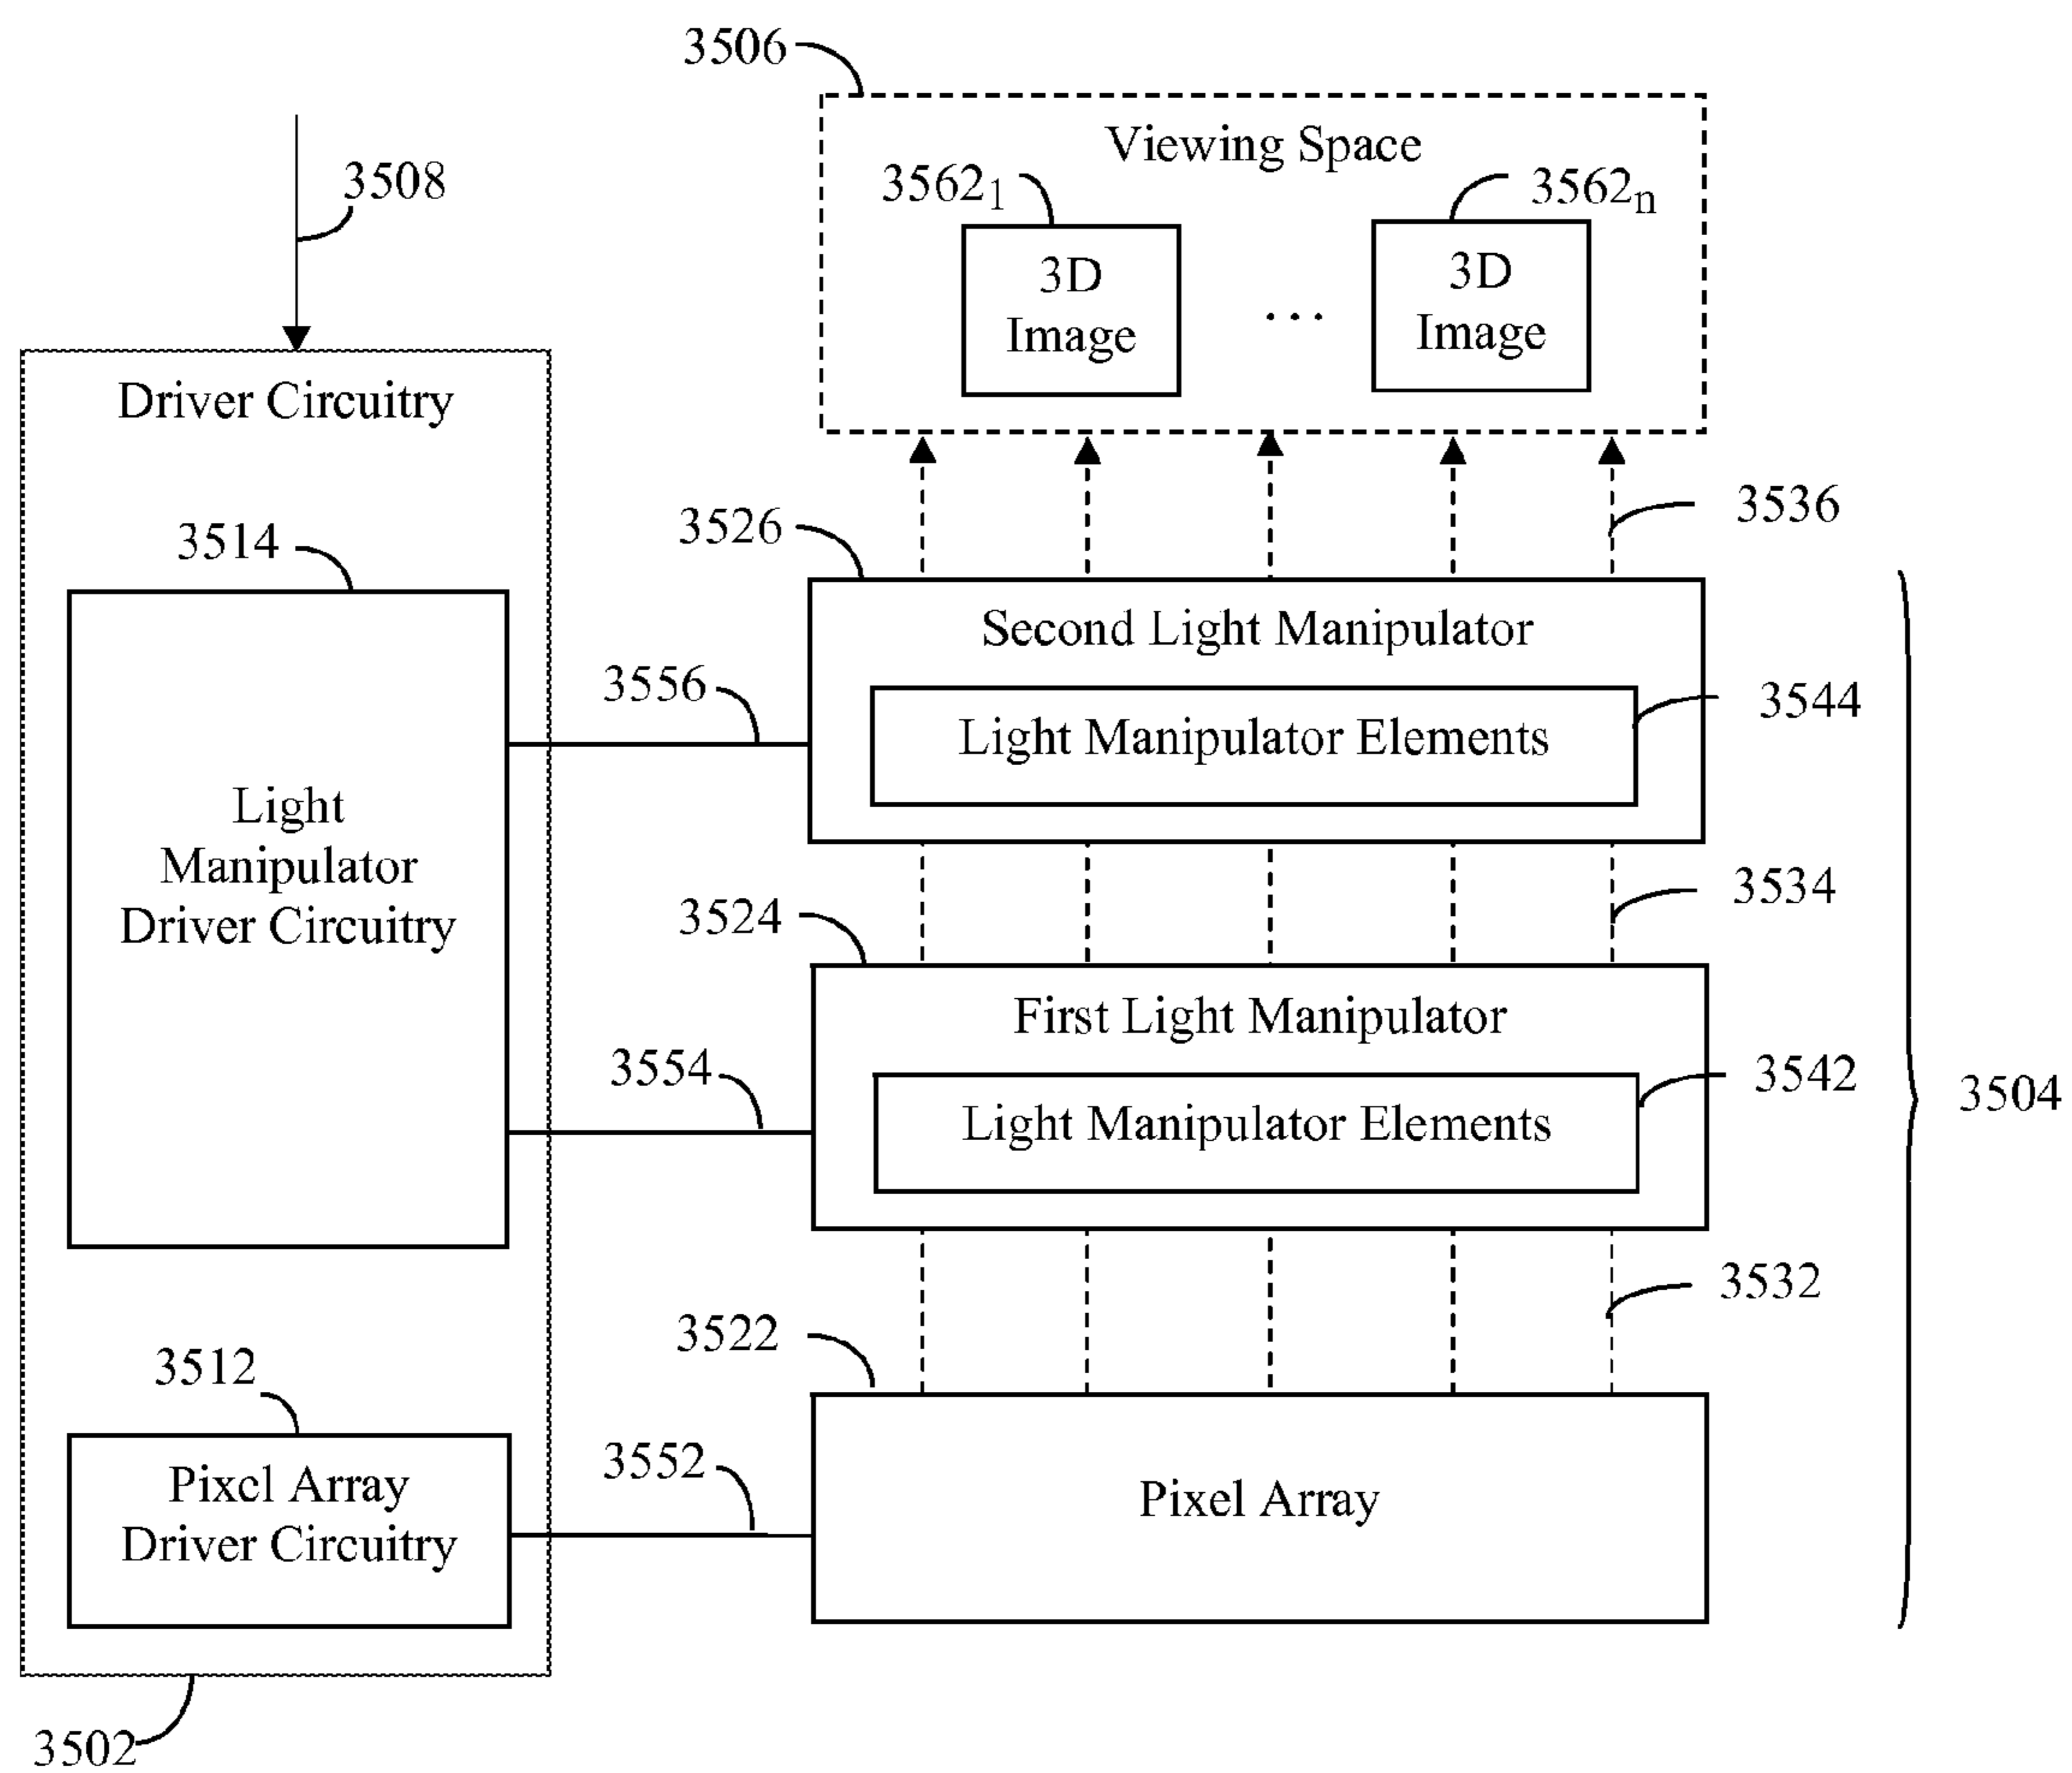 3506
Viewing Space
3508
3562₁
3562ₙ
3D
Image
...
3D
Image
Driver Circuitry
3536
3526
3514
Second Light Manipulator
3556
3544
Light Manipulator Elements
Light
Manipulator
Driver Circuitry
3534
3524
First Light Manipulator
3554
3542
3504
Light Manipulator Elements
3532
3522
3512
3552
Pixcl Array
Driver Circuitry
Pixel Array
3502